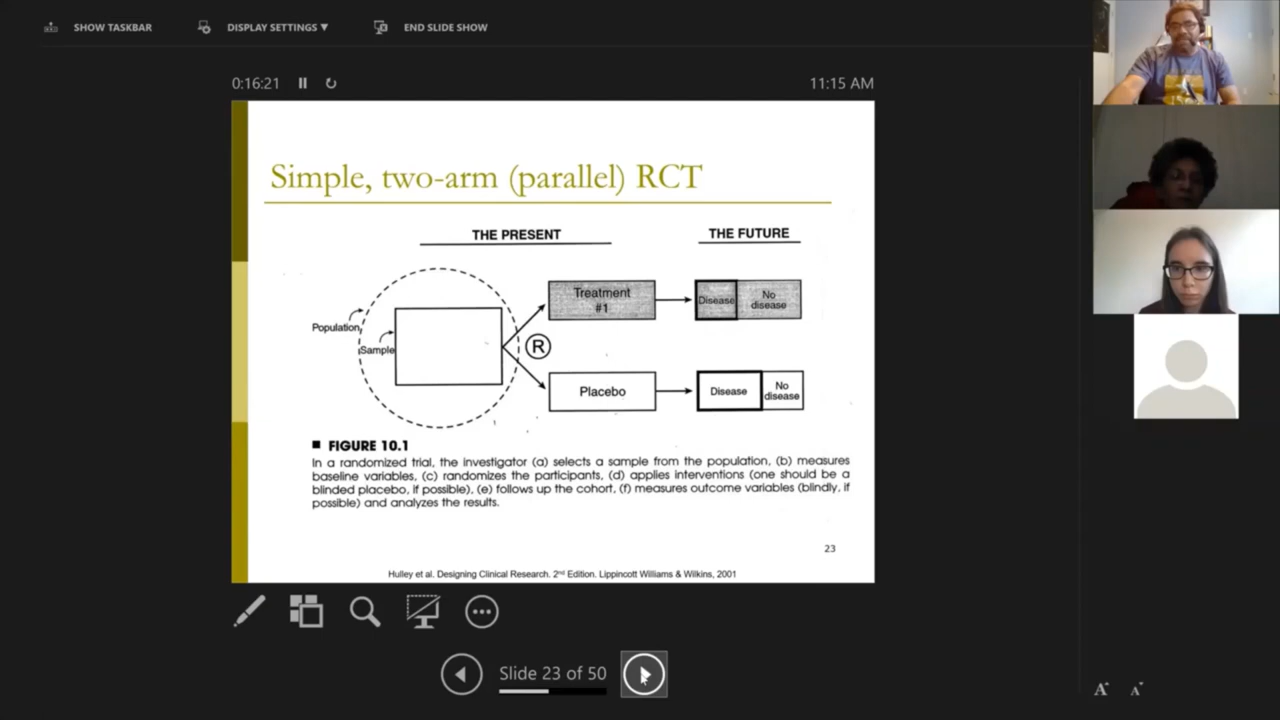 SHOW TASKBAR
DISPLAY SETTINGS ▼
END SLIDE SHOW
0:16:21
11:15 AM
Simple, two-arm (parallel) RCT
THE PRESENT
THE FUTURE
Treatment
#1
Disease
No
disease
Population
Sample
R
Placebo
Disease
No
disease
■ FIGURE 10.1
In a randomized trial, the investigator (a) selects a sample from the population, (b) measures
baseline variables, (c) randomizes the participants, (d) applies interventions (one should be a
blinded placebo, if possible), (e) follows up the cohort, (f) measures outcome variables (blindly, if
possible) and analyzes the results.
23
Hulley et al. Designing Clinical Research. 2nd Edition. Lippincott Williams & Wilkins, 2001
Slide 23 of 50
A A